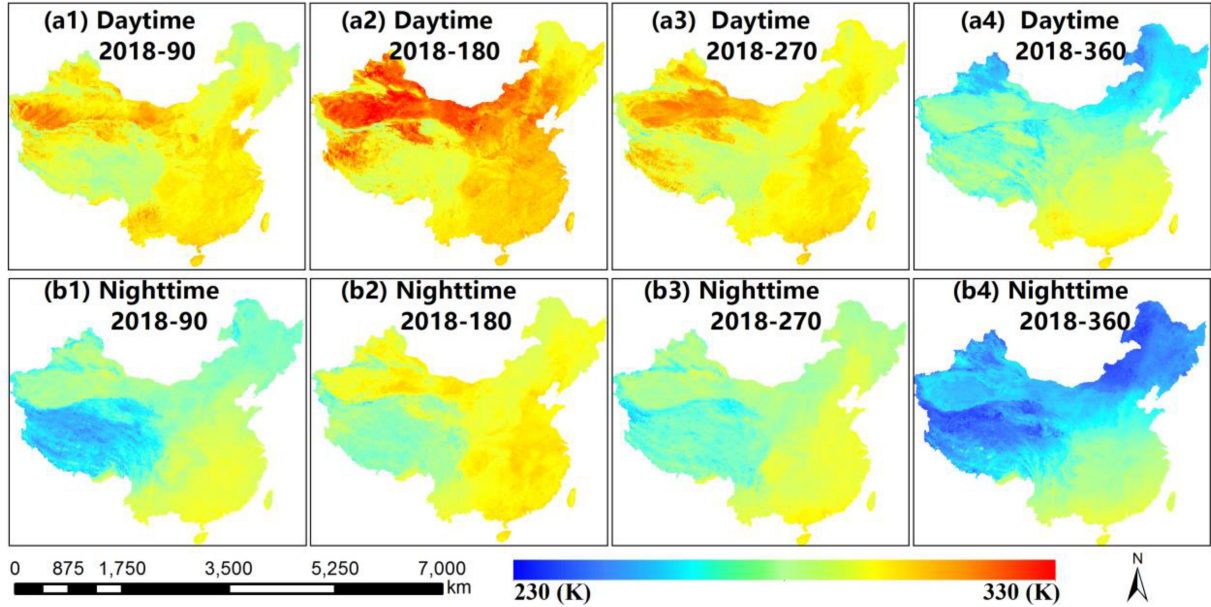 (a1) Daytime
2018-90
(a2) Daytime
2018-180
(a3) Daytime
2018-270
(a4) Daytime
2018-360
(b1) Nighttime
2018-90
(b2) Nighttime
2018-180
(b3) Nighttime
2018-270
(b4) Nighttime
2018-360
0 875 1,750 3,500 5,250 7,000
km
230 (K) 330 (K)
N